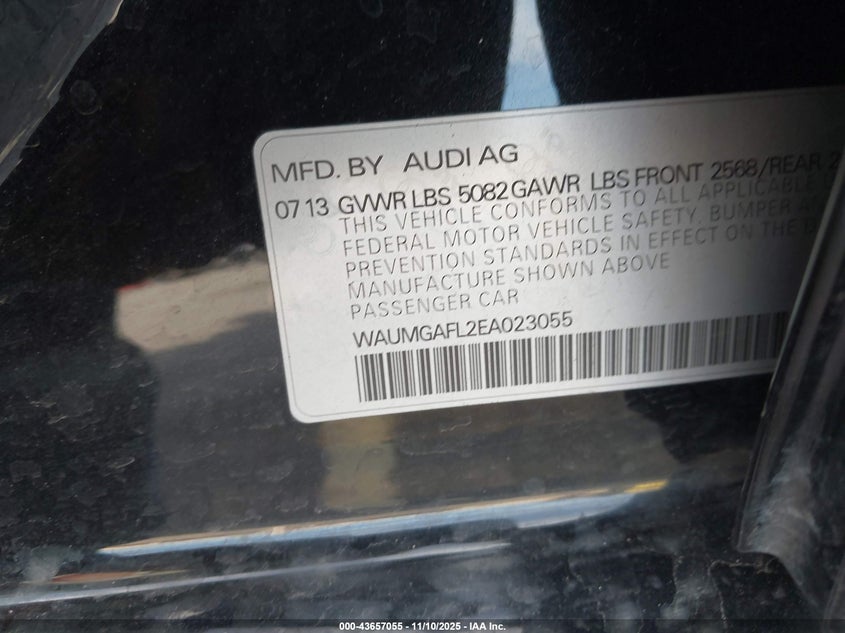 MFD. BY AUDI AG
07 13 GVWR LBS 5082 GAWR LBS FRONT 2568/REAR
THIS VEHICLE CONFORMS TO ALL APPLICABLE
FEDERAL MOTOR VEHICLE SAFETY, BUMPER
PREVENTION STANDARDS IN EFFECT ON THE
MANUFACTURE SHOWN ABOVE
PASSENGER CAR
WAUMGAFL2EA023055
000-43657055 - 11/10/2025 - IAA Inc.